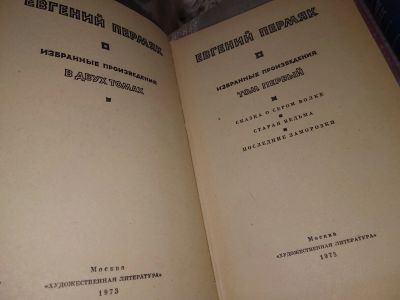 ЕВГЕНИЙ ПЕРМЯК
ИЗБРАННЫЕ ПРОИЗВЕДЕНИЯ
В ДВУХ ТОМАХ
Москва
«ХУДОЖЕСТВЕННАЯ ЛИТЕРАТУРА»
1973
ЕВГЕНИЙ ПЕРМЯК
ИЗБРАННЫЕ ПРОИЗВЕДЕНИЯ
ТОМ ПЕРВЫЙ
СКАЗКА О СЕРОМ ВОЛКЕ
СТАРАЯ ВЕДЬМА
ПОСЛЕДНИЕ ЗАМОРОЗКИ
Москва
«ХУДОЖЕСТВЕННАЯ ЛИТЕРАТУРА»
1973